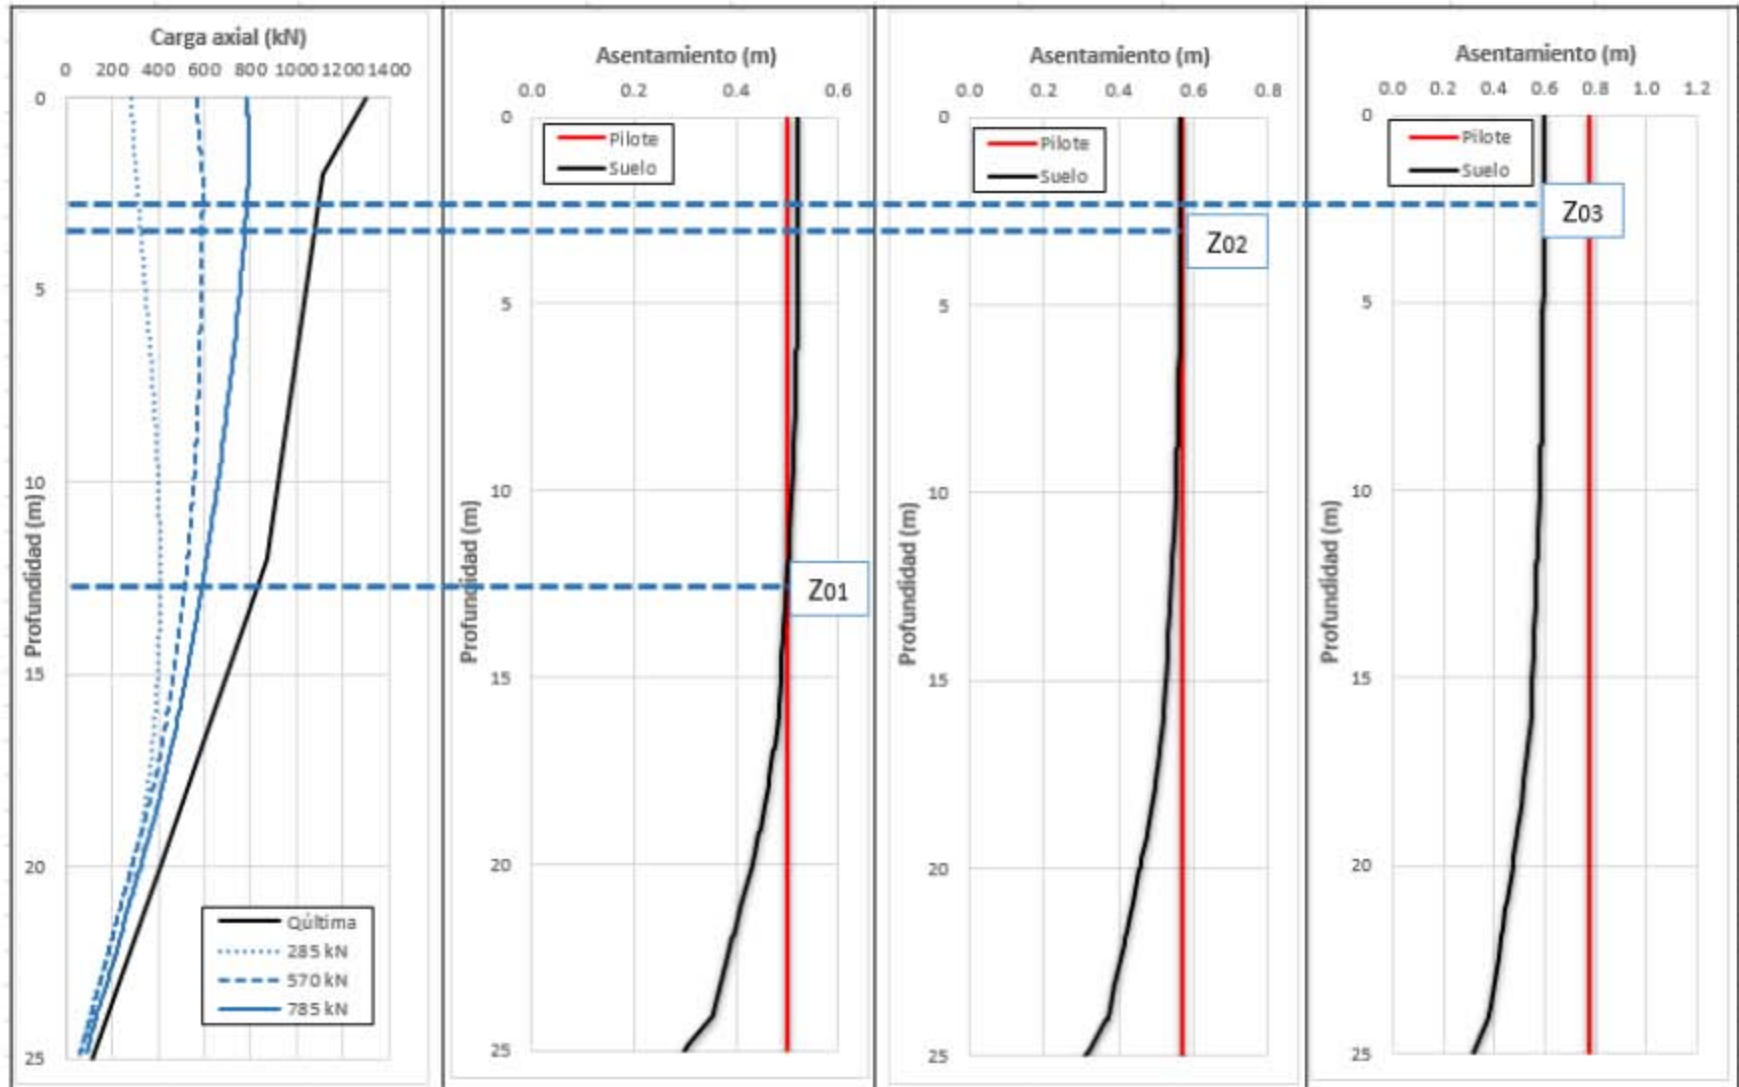 Carga axial (kN)
0 200 400 600 800 1000 1200 1400
0
5
10
15
20
25
Profundidad (m)
Qúltima
285 kN
570 kN
785 kN
Asentamiento (m)
0.0 0.2 0.4 0.6
0
5
10
15
20
25
Profundidad (m)
Pilote
Suelo
Z01
Asentamiento (m)
0.0 0.2 0.4 0.6 0.8
0
5
10
15
20
25
Profundidad (m)
Pilote
Suelo
Z02
Asentamiento (m)
0.0 0.2 0.4 0.6 0.8 1.0 1.2
0
5
10
15
20
25
Profundidad (m)
Pilote
Suelo
Z03